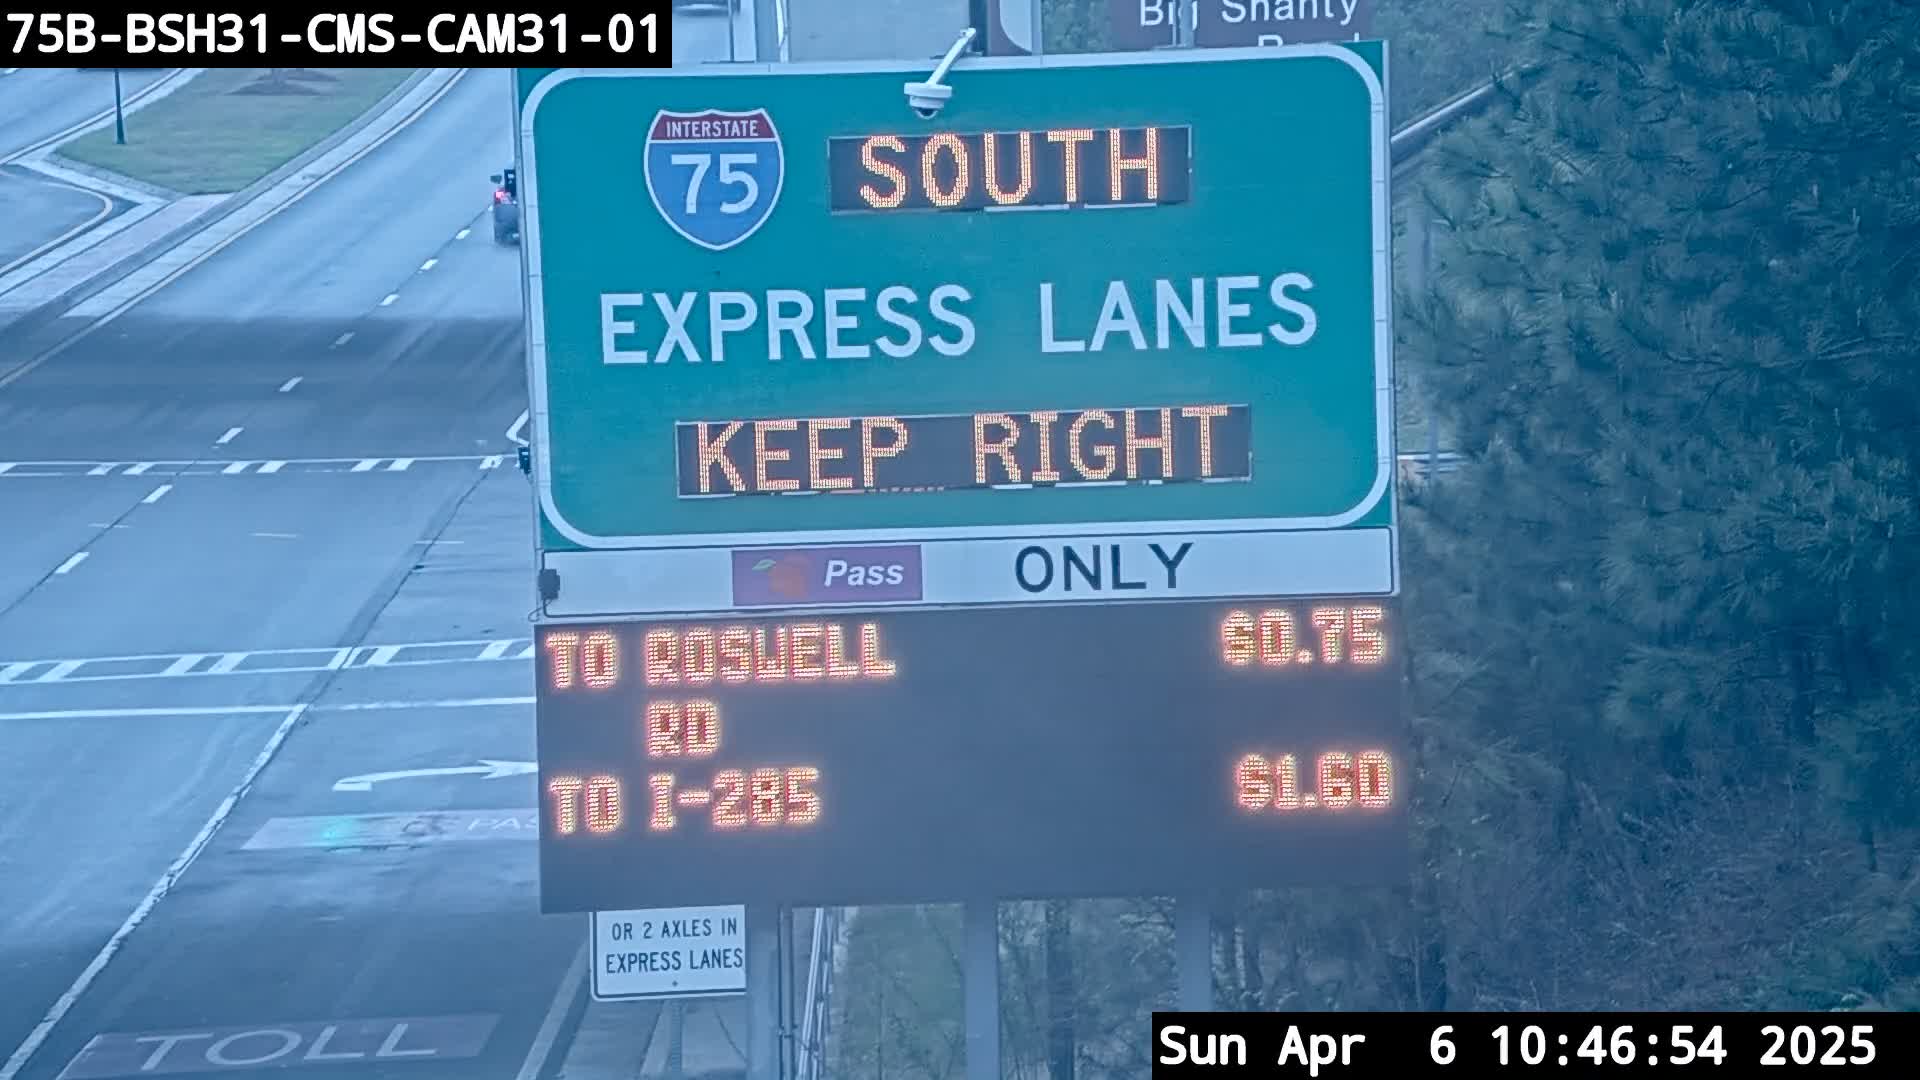 75B-BSH31-CMS-CAM31-01
Big Shanty
INTERSTATE
75
SOUTH
EXPRESS LANES
KEEP RIGHT
Pass ONLY
TO ROSWELL $0.75
RD
TO I-285 $1.60
OR 2 AXLES IN
EXPRESS LANES
TOLL
Sun Apr 6 10:46:54 2025